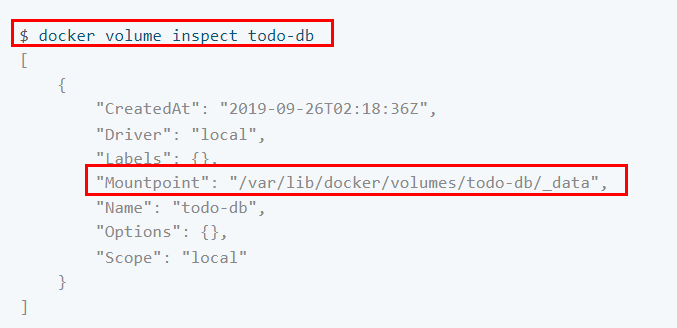 $ docker volume inspect todo-db
[
    {
        "CreatedAt": "2019-09-26T02:18:36Z",
        "Driver": "local",
        "Labels": {},
        "Mountpoint": "/var/lib/docker/volumes/todo-db/_data",
        "Name": "todo-db",
        "Options": {},
        "Scope": "local"
    }
]